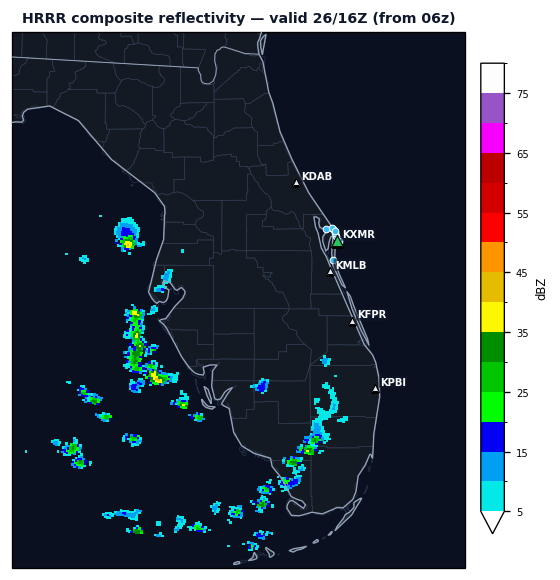 HRRR composite reflectivity — valid 26/16Z (from 06z)
KDAB
KXMR
KMLB
KFPR
KPBI
75
65
55
45
35
25
15
5
dBZ